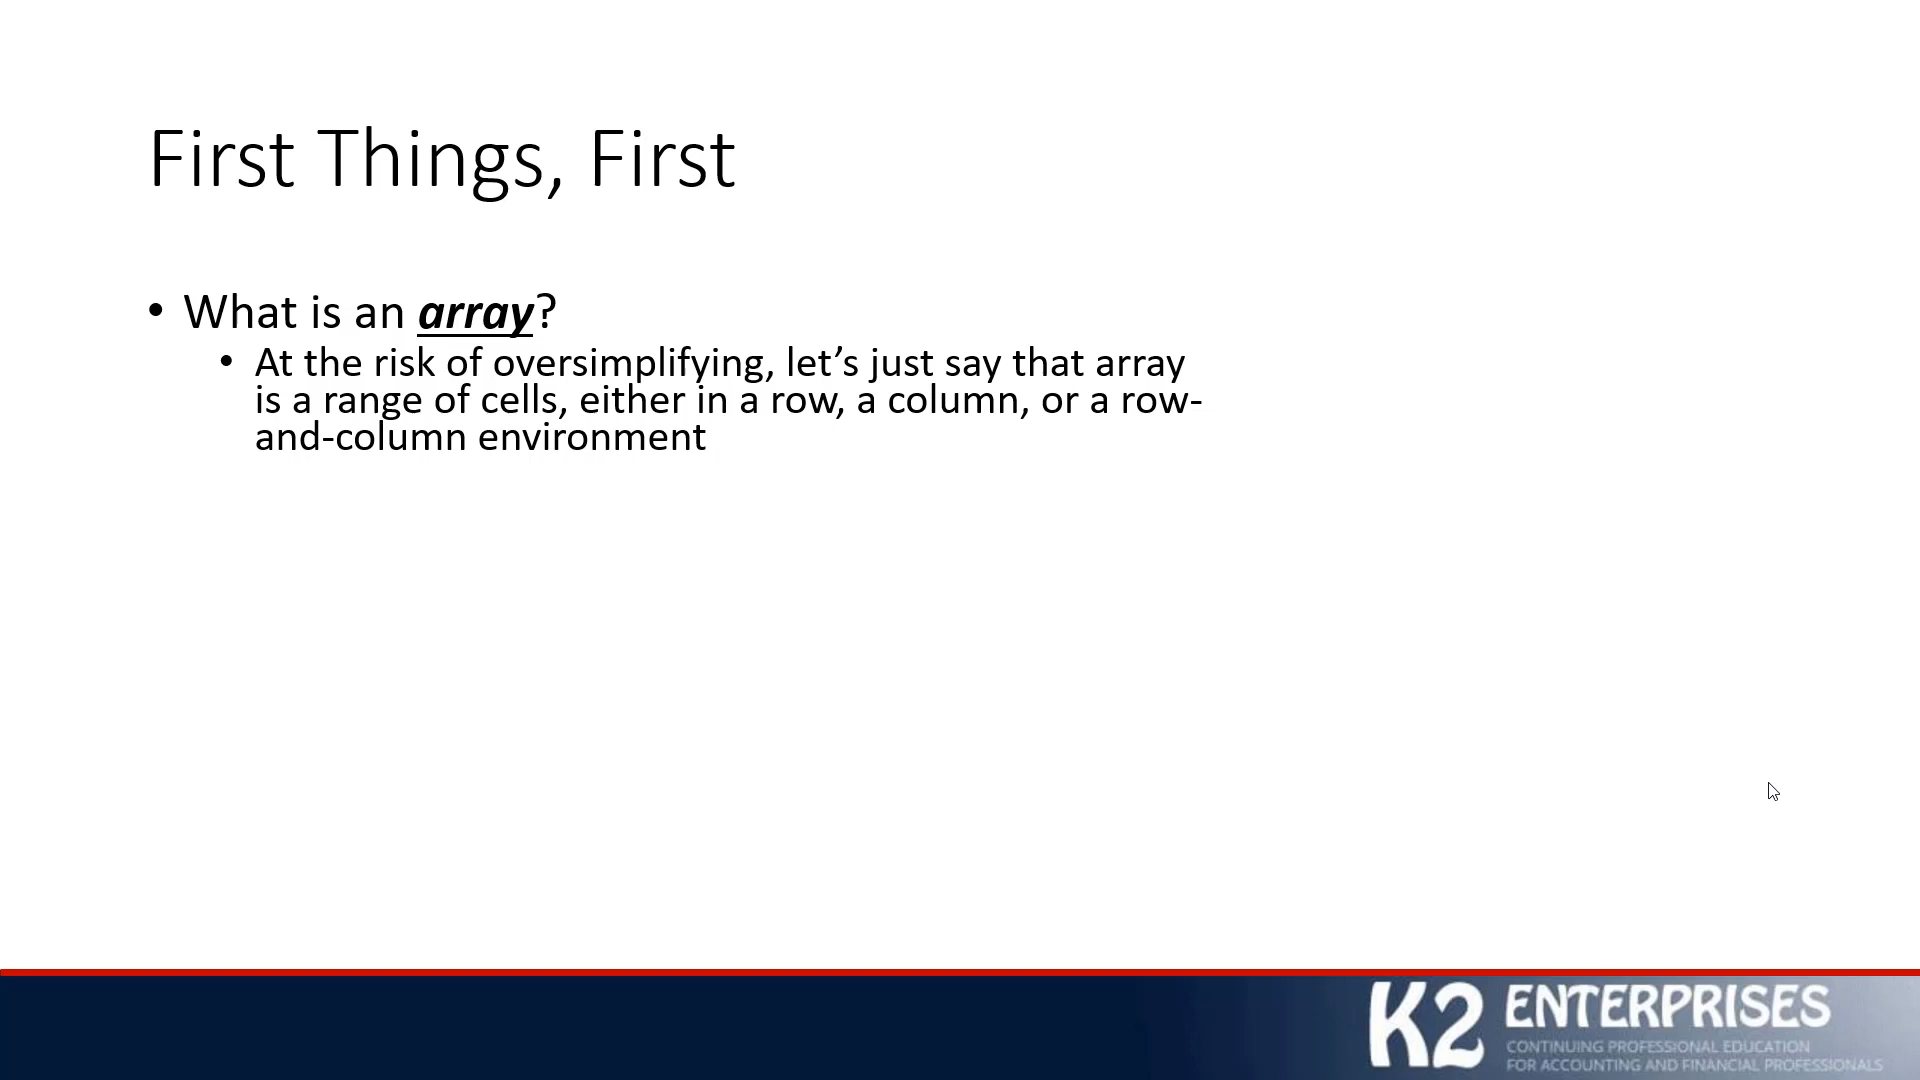 First Things, First
• What is an array?
• At the risk of oversimplifying, let’s just say that array
is a range of cells, either in a row, a column, or a row-
and-column environment
K2 ENTERPRISES
CONTINUING PROFESSIONAL EDUCATION
FOR ACCOUNTING AND FINANCIAL PROFESSIONALS